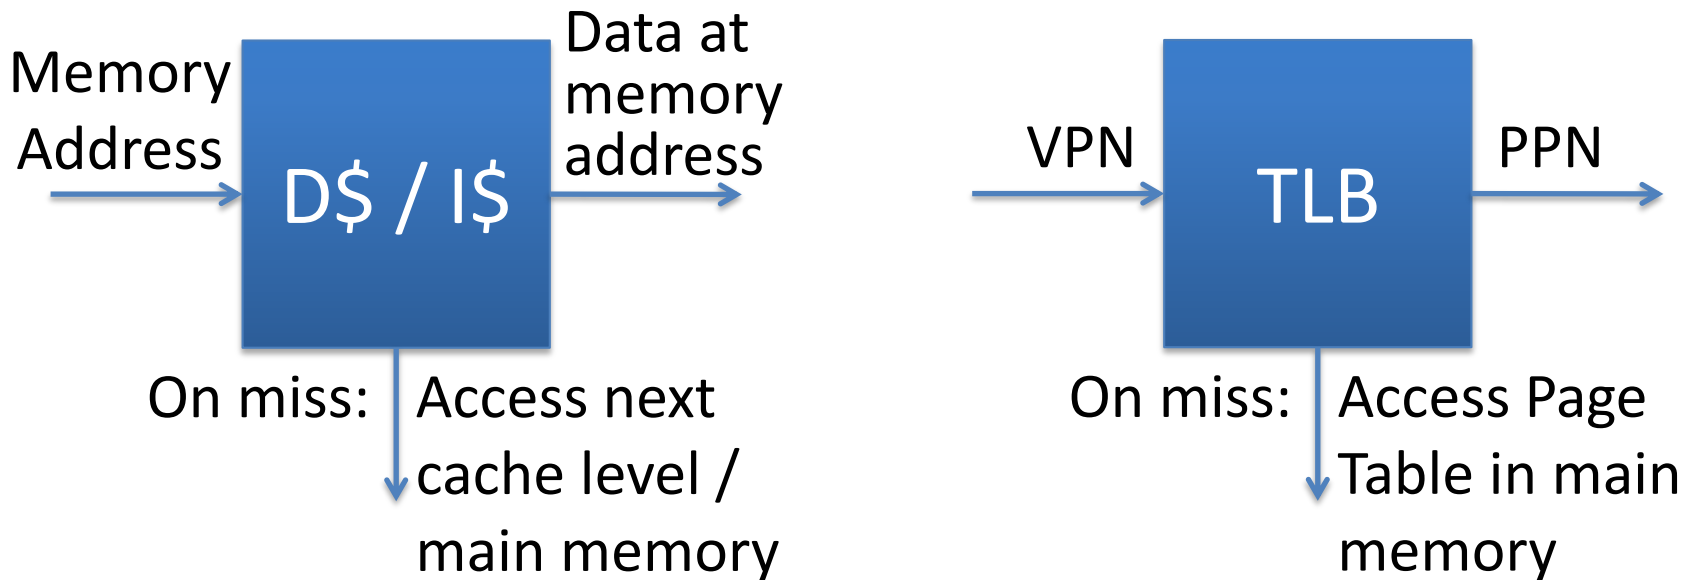 Memory
Address
D$ / I$
Data at
memory
address
On miss:
Access next
cache level /
main memory
VPN
TLB
PPN
On miss:
Access Page
Table in main
memory